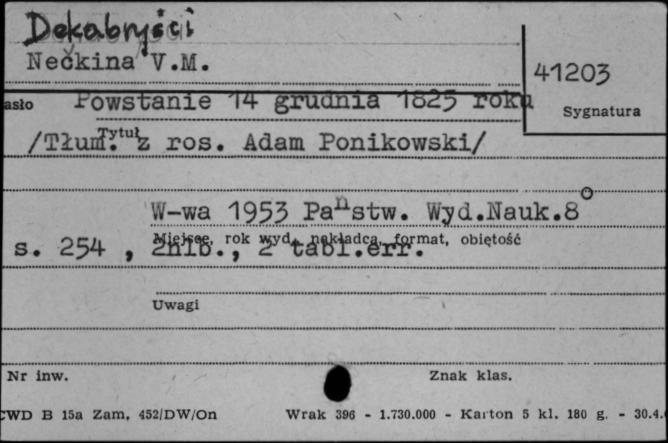 Dekabryści
Nečkina V.M.
41203
asło Powstanie 14 grudnia 1825 roku
Sygnatura
Tytuł
/Tłum. z ros. Adam Ponikowski/
W-wa 1953 Państw. Wyd.Nauk.8°
Miejsce, rok wyd., nakładca, format, objętość
s. 254 , 2nlb., 2 tabl.err.
Uwagi
Nr inw.
Znak klas.
CWD B 15a Zam. 452/DW/On Wrak 396 - 1.730.000 - Karton 5 kl. 180 g. - 30.4.